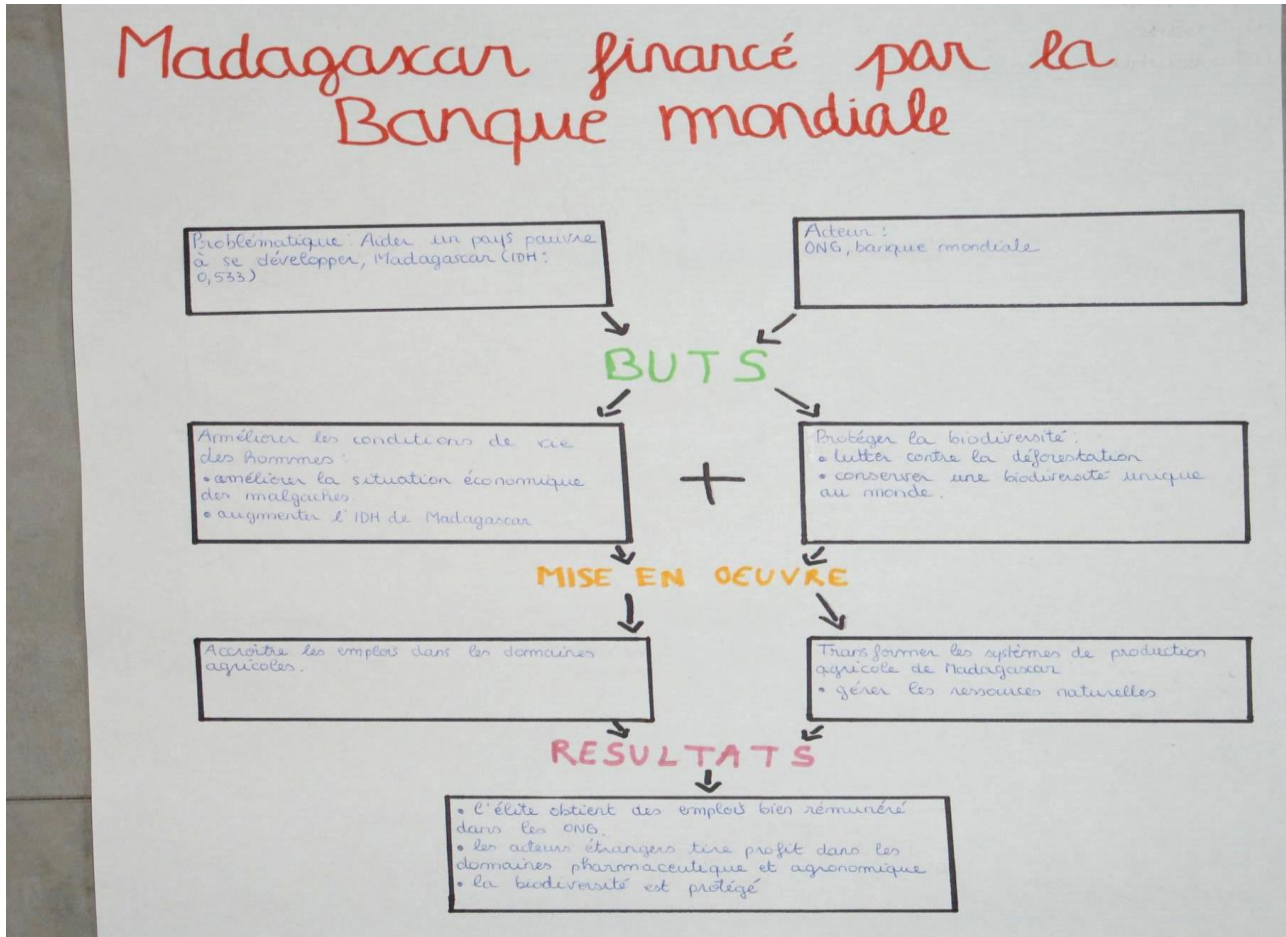 Madagascar financé par la
Banque mondiale
Problématique : Aider un pays pauvre
à se développer, Madagascar (IDH :
0,533)
Acteur :
ONG, banque mondiale
BUTS
Améliorer les conditions de vie
des hommes :
• améliorer la situation économique
des malgaches.
• augmenter l'IDH de Madagascar
+
Protéger la biodiversité :
• lutter contre la déforestation
• conserver une biodiversité unique
au monde.
MISE EN OEUVRE
Accroître les emplois dans les domaines
agricoles.
Transformer les systèmes de production
agricole de Madagascar
• gérer les ressources naturelles
RESULTATS
• l'élite obtient des emplois bien rémunéré
dans les ONG.
• les acteurs étrangers tire profit dans les
domaines pharmaceutique et agronomique
• la biodiversité est protégé